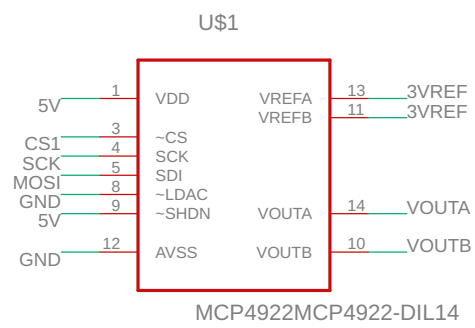 U$1
5V 1 VDD VREFA 13 3VREF
VREFB 11 3VREF
CS1 3 ~CS
SCK 4 SCK
MOSI 5 SDI
GND 8 ~LDAC
5V 9 ~SHDN VOUTA 14 VOUTA
GND 12 AVSS VOUTB 10 VOUTB
MCP4922MCP4922-DIL14